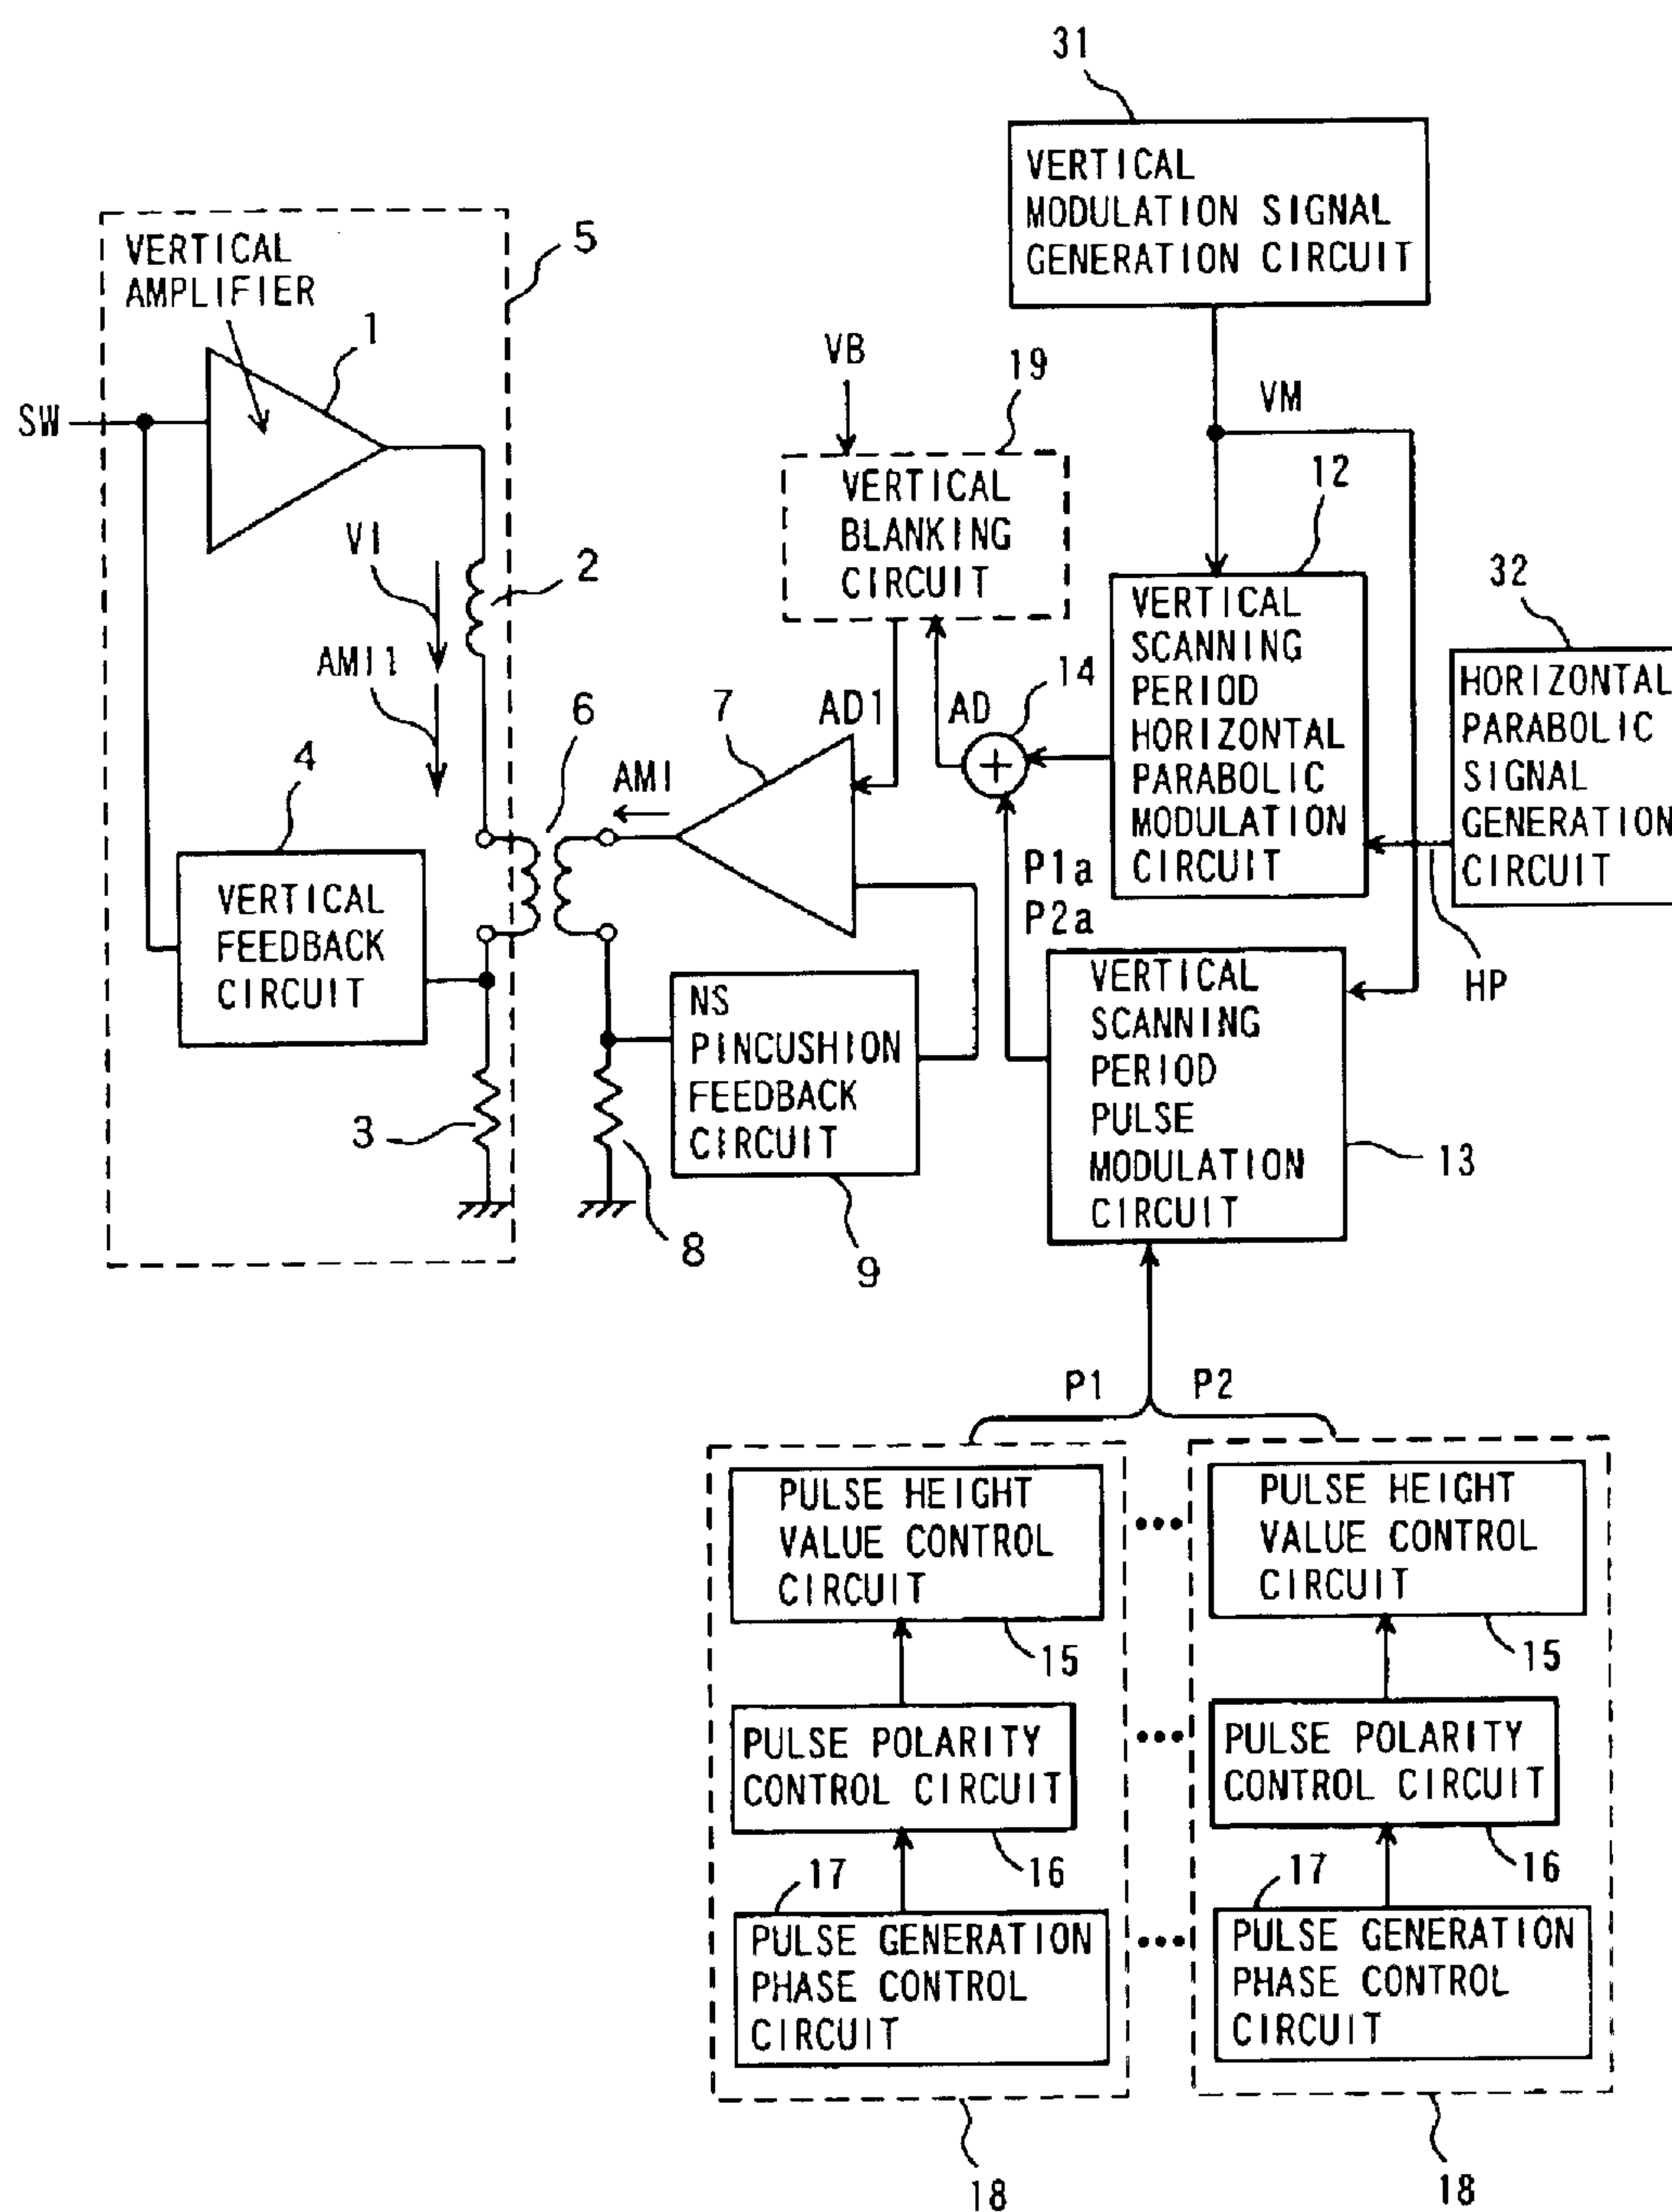 31
VERTICAL
MODULATION SIGNAL
GENERATION CIRCUIT
VERTICAL
AMPLIFIER
5
1
SW
VB
19
VM
VERTICAL
BLANKING
CIRCUIT
12
VI
2
AMI1
VERTICAL
SCANNING
PERIOD
HORIZONTAL
PARABOLIC
MODULATION
CIRCUIT
32
HORIZONTAL
PARABOLIC
SIGNAL
GENERATION
CIRCUIT
14
AD1
AD
6
7
4
AMI
+
VERTICAL
FEEDBACK
CIRCUIT
P1a
P2a
HP
NS
PINCUSHION
FEEDBACK
CIRCUIT
VERTICAL
SCANNING
PERIOD
PULSE
MODULATION
CIRCUIT
3
13
8
9
P1
P2
PULSE HEIGHT
VALUE CONTROL
CIRCUIT
•••
PULSE HEIGHT
VALUE CONTROL
CIRCUIT
15
15
PULSE POLARITY
CONTROL CIRCUIT
•••
PULSE POLARITY
CONTROL CIRCUIT
17
16
17
16
PULSE GENERATION
PHASE CONTROL
CIRCUIT
•••
PULSE GENERATION
PHASE CONTROL
CIRCUIT
18
18